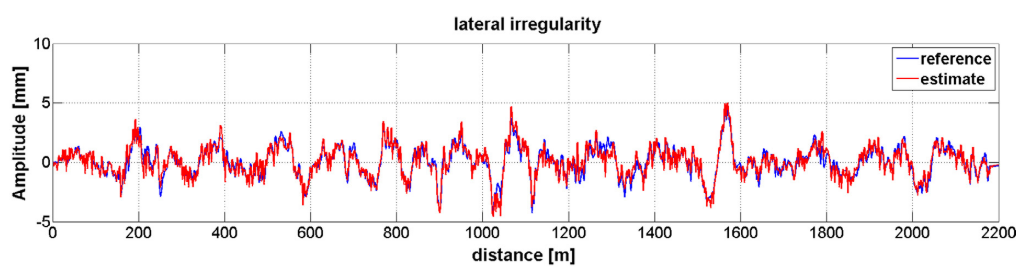 lateral irregularity
10
5
0
-5
Amplitude [mm]
reference
estimate
0 200 400 600 800 1000 1200 1400 1600 1800 2000 2200
distance [m]